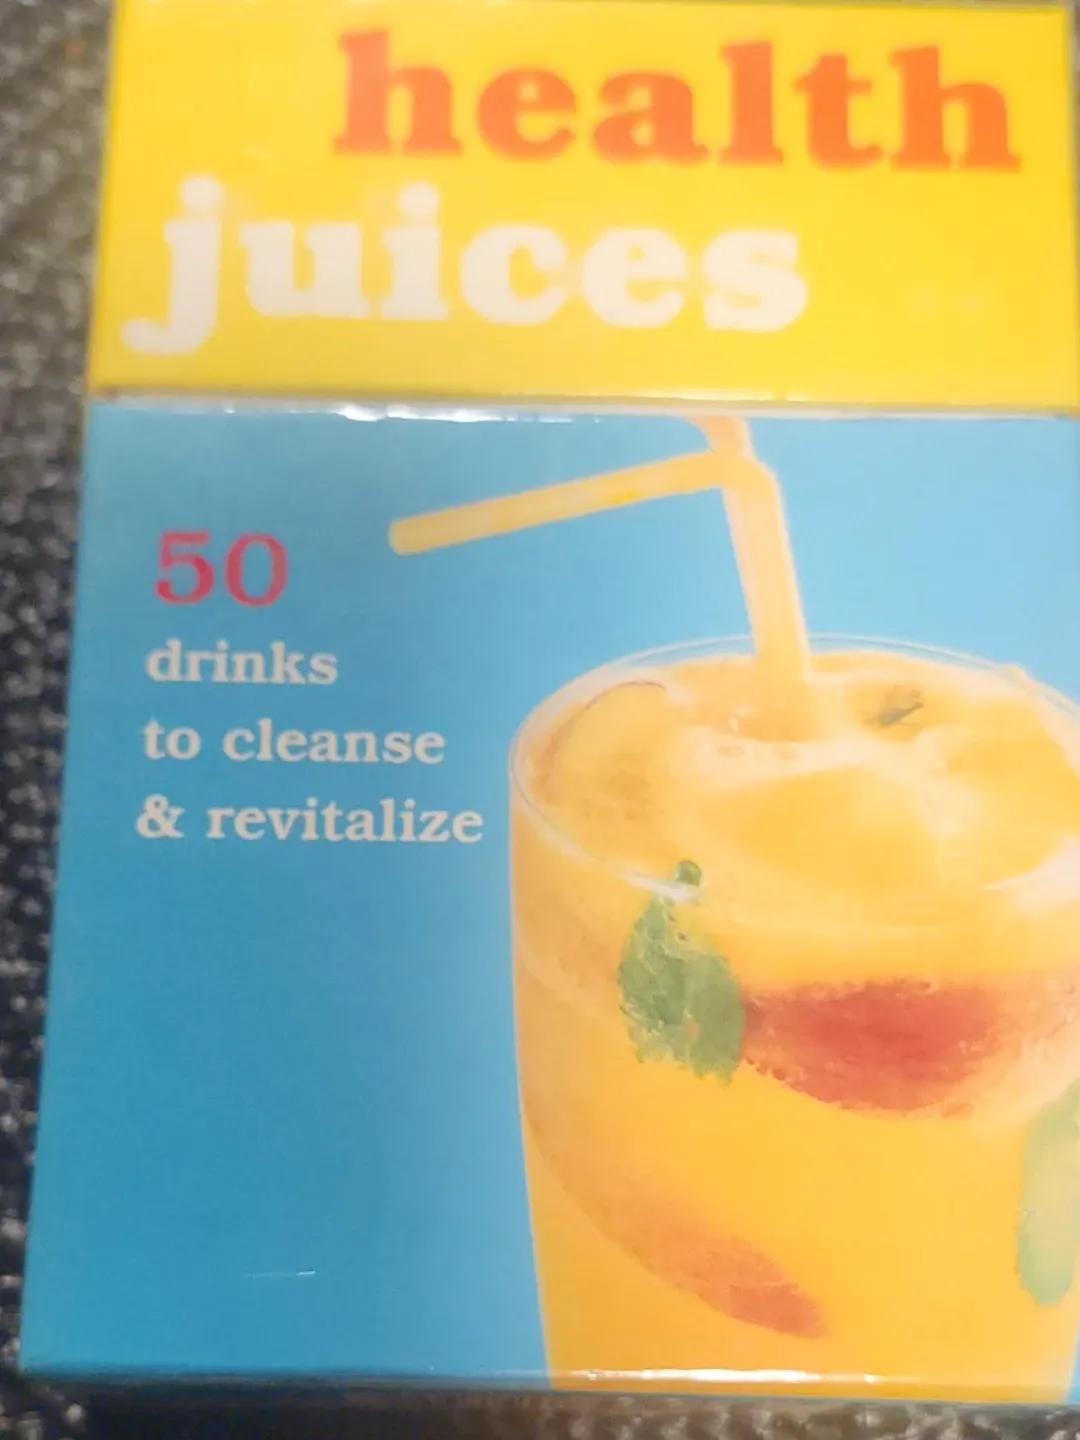 health
juices
50
drinks
to cleanse
& revitalize